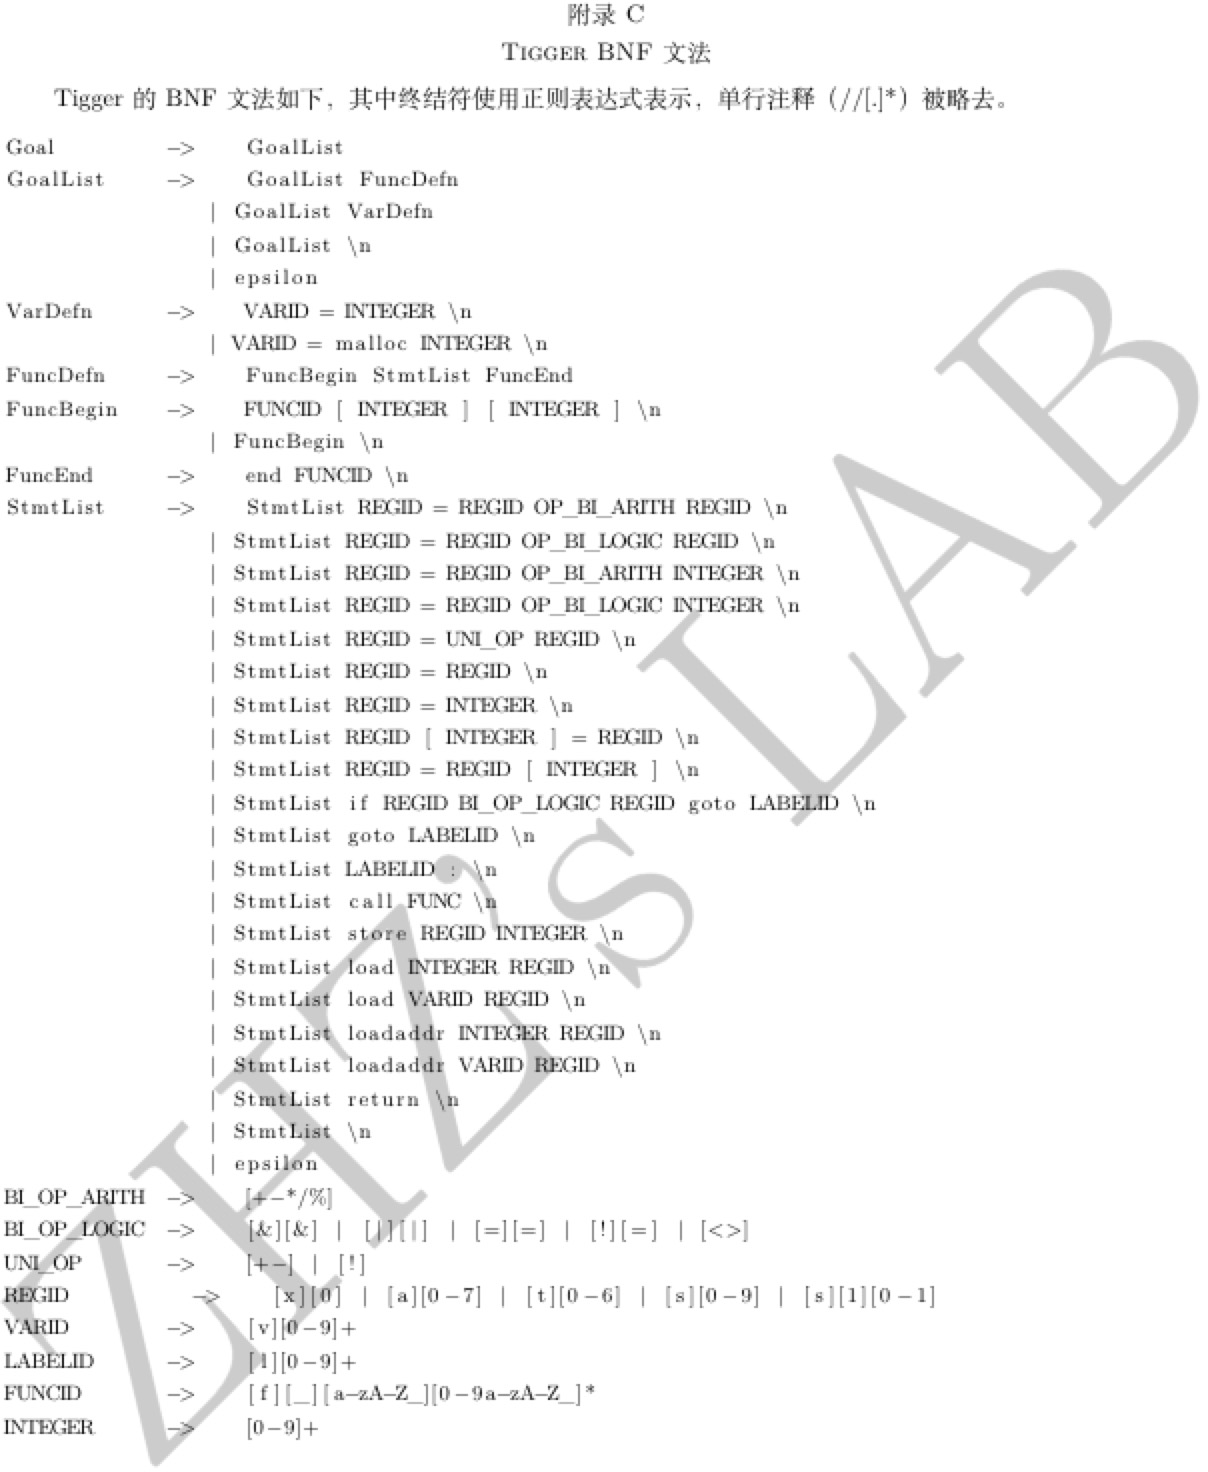 附录 C
TIGGER BNF 文法
Tigger 的 BNF 文法如下，其中终结符使用正则表达式表示，单行注释（//[.]*）被略去。
Goal -> GoalList
GoalList -> GoalList FuncDefn
| GoalList VarDefn
| GoalList \n
| epsilon
VarDefn -> VARID = INTEGER \n
| VARID = malloc INTEGER \n
FuncDefn -> FuncBegin StmtList FuncEnd
FuncBegin -> FUNCID [ INTEGER ] [ INTEGER ] \n
| FuncBegin \n
FuncEnd -> end FUNCID \n
StmtList -> StmtList REGID = REGID OP_BI_ARITH REGID \n
| StmtList REGID = REGID OP_BI_LOGIC REGID \n
| StmtList REGID = REGID OP_BI_ARITH INTEGER \n
| StmtList REGID = REGID OP_BI_LOGIC INTEGER \n
| StmtList REGID = UNI_OP REGID \n
| StmtList REGID = REGID \n
| StmtList REGID = INTEGER \n
| StmtList REGID [ INTEGER ] = REGID \n
| StmtList REGID = REGID [ INTEGER ] \n
| StmtList if REGID BI_OP_LOGIC REGID goto LABELID \n
| StmtList goto LABELID \n
| StmtList LABELID : \n
| StmtList call FUNC \n
| StmtList store REGID INTEGER \n
| StmtList load INTEGER REGID \n
| StmtList load VARID REGID \n
| StmtList loadaddr INTEGER REGID \n
| StmtList loadaddr VARID REGID \n
| StmtList return \n
| StmtList \n
| epsilon
BI_OP_ARITH -> [+-*/%]
BI_OP_LOGIC -> [&][&] | [|][|] | [=][=] | [!][=] | [<>]
UNI_OP -> [+-] | [!]
REGID -> [x][0] | [a][0-7] | [t][0-6] | [s][0-9] | [s][1][0-1]
VARID -> [v][0-9]+
LABELID -> [l][0-9]+
FUNCID -> [f][_][a-zA-Z_][0-9a-zA-Z_]*
INTEGER -> [0-9]+
ZHZ's LAB